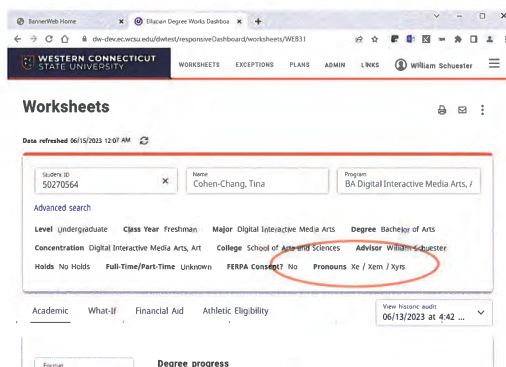 BannerWeb Home
Ellucian Degree Works Dashboa
dw-dev.ec.wcsu.edu/dwtest/responsiveDashboard/worksheets/WEB31
WESTERN CONNECTICUT
STATE UNIVERSITY
WORKSHEETS EXCEPTIONS PLANS ADMIN LINKS William Schuester
Worksheets
Data refreshed 06/15/2023 12:07 AM
Student ID
50270564
Name
Cohen-Chang, Tina
Program
BA Digital Interactive Media Arts, A
Advanced search
Level Undergraduate Class Year Freshman Major Digital Interactive Media Arts Degree Bachelor of Arts
Concentration Digital Interactive Media Arts, Art College School of Arts and Sciences Advisor William Schuester
Holds No Holds Full-Time/Part-Time Unknown FERPA Consent? No Pronouns Xe / Xem / Xyrs
Academic What-If Financial Aid Athletic Eligibility
View historic audit
06/13/2023 at 4:42 ...
Format
Degree progress